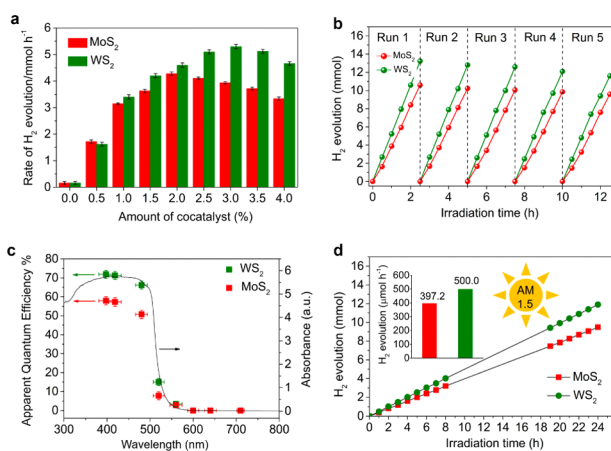 a
Rate of H2 evolution/mmol h-1
6
5
4
3
2
1
0
MoS2
WS2
0.0 0.5 1.0 1.5 2.0 2.5 3.0 3.5 4.0
Amount of cocatalyst (%)
b
H2 evolution (mmol)
16
14
12
10
8
6
4
2
0
Run 1 Run 2 Run 3 Run 4 Run 5
MoS2
WS2
0 2 4 6 8 10 12
Irradiation time (h)
c
Apparent Quantum Efficiency %
80
70
60
50
40
30
20
10
0
WS2
MoS2
6
5
4
3
2
1
0
Absorbance (a.u.)
300 400 500 600 700 800
Wavelength (nm)
d
H2 evolution (mmol)
16
14
12
10
8
6
4
2
0
H2 evolution (μmol h-1)
600
500
400
300
200
100
0
397.2
500.0
AM
1.5
MoS2
WS2
0 2 4 6 8 10 12 14 16 18 20 22 24
Irradiation time (h)